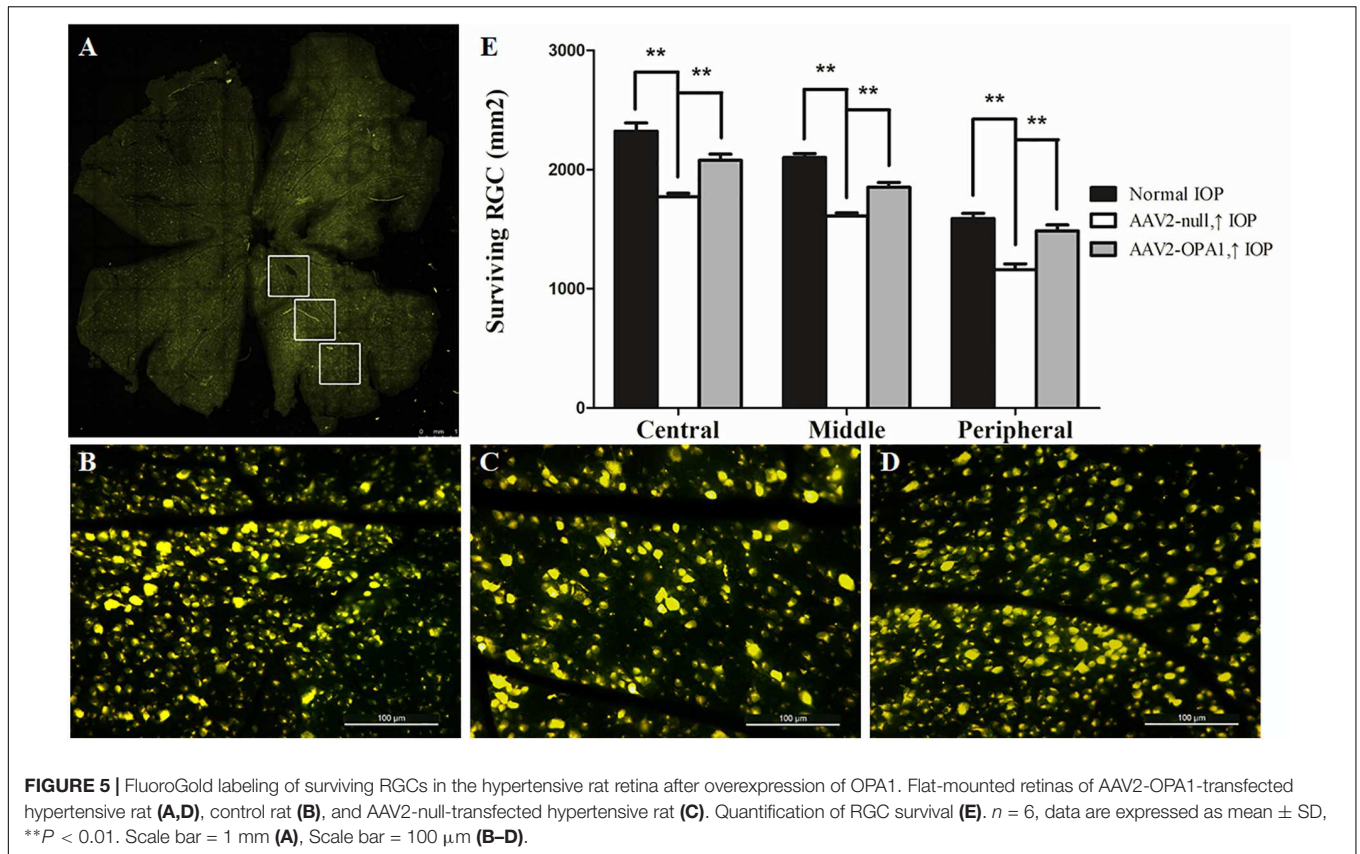 A
E
3000
2000
1000
0
Surviving RGC (mm2)
** ** ** ** ** **
Central Middle Peripheral
Normal IOP
AAV2-null,↑ IOP
AAV2-OPA1,↑ IOP
0 mm 1
B
100 µm
C
100 µm
D
100 µm
FIGURE 5 | FluoroGold labeling of surviving RGCs in the hypertensive rat retina after overexpression of OPA1. Flat-mounted retinas of AAV2-OPA1-transfected
hypertensive rat (A,D), control rat (B), and AAV2-null-transfected hypertensive rat (C). Quantification of RGC survival (E). n = 6, data are expressed as mean ± SD,
**P < 0.01. Scale bar = 1 mm (A), Scale bar = 100 µm (B–D).